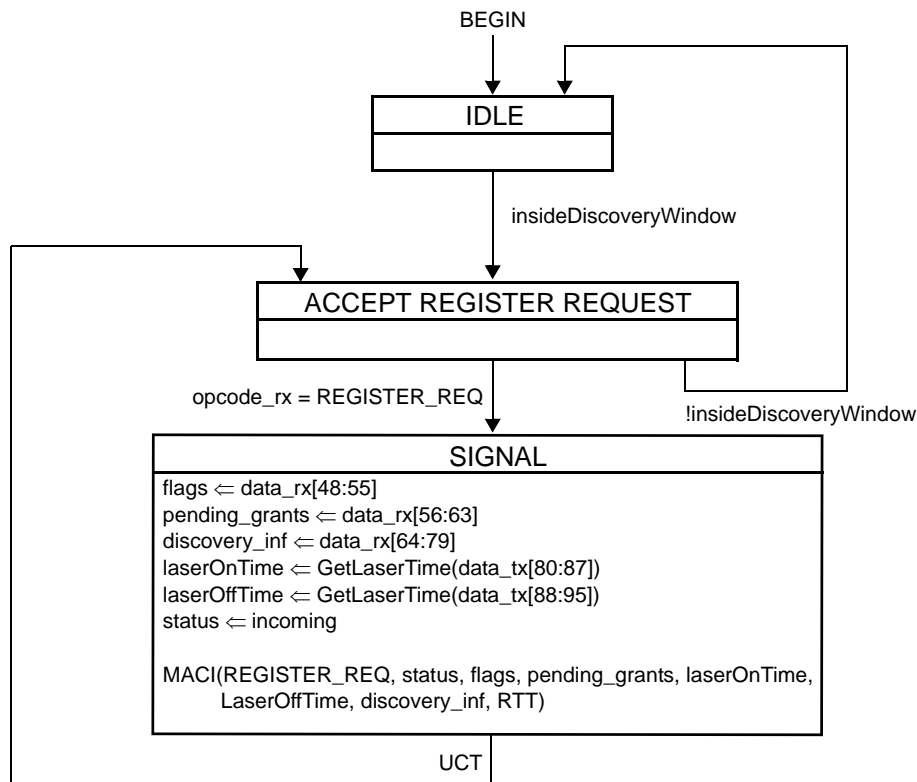 BEGIN
IDLE
insideDiscoveryWindow
ACCEPT REGISTER REQUEST
opcode_rx = REGISTER_REQ
!insideDiscoveryWindow
SIGNAL
flags ⇐ data_rx[48:55]
pending_grants ⇐ data_rx[56:63]
discovery_inf ⇐ data_rx[64:79]
laserOnTime ⇐ GetLaserTime(data_tx[80:87])
laserOffTime ⇐ GetLaserTime(data_tx[88:95])
status ⇐ incoming
MACI(REGISTER_REQ, status, flags, pending_grants, laserOnTime,
LaserOffTime, discovery_inf, RTT)
UCT